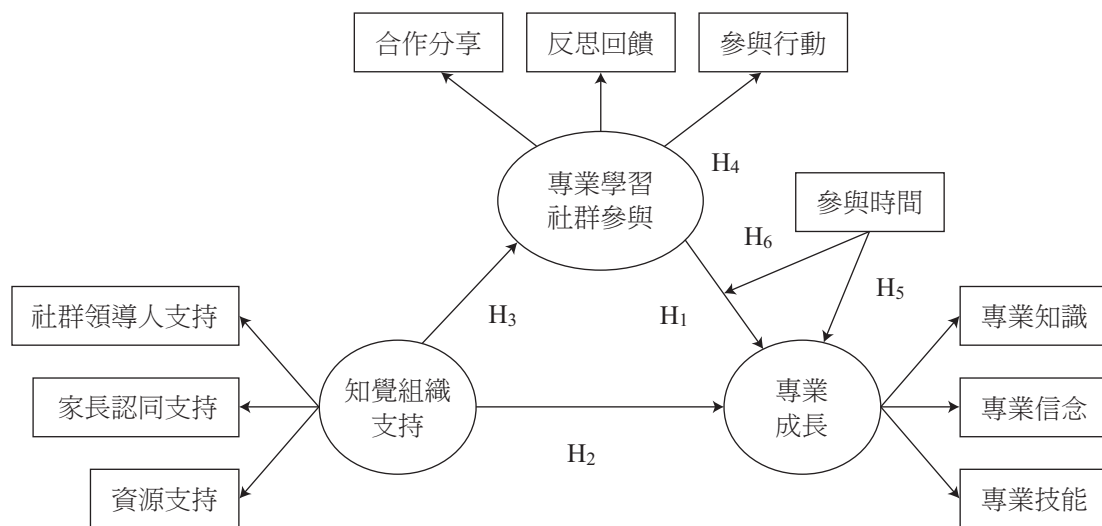 合作分享
反思回饋
參與行動
專業學習
社群參與
H4
參與時間
H6
H5
H3
H1
社群領導人支持
家長認同支持
資源支持
知覺組織
支持
H2
專業
成長
專業知識
專業信念
專業技能